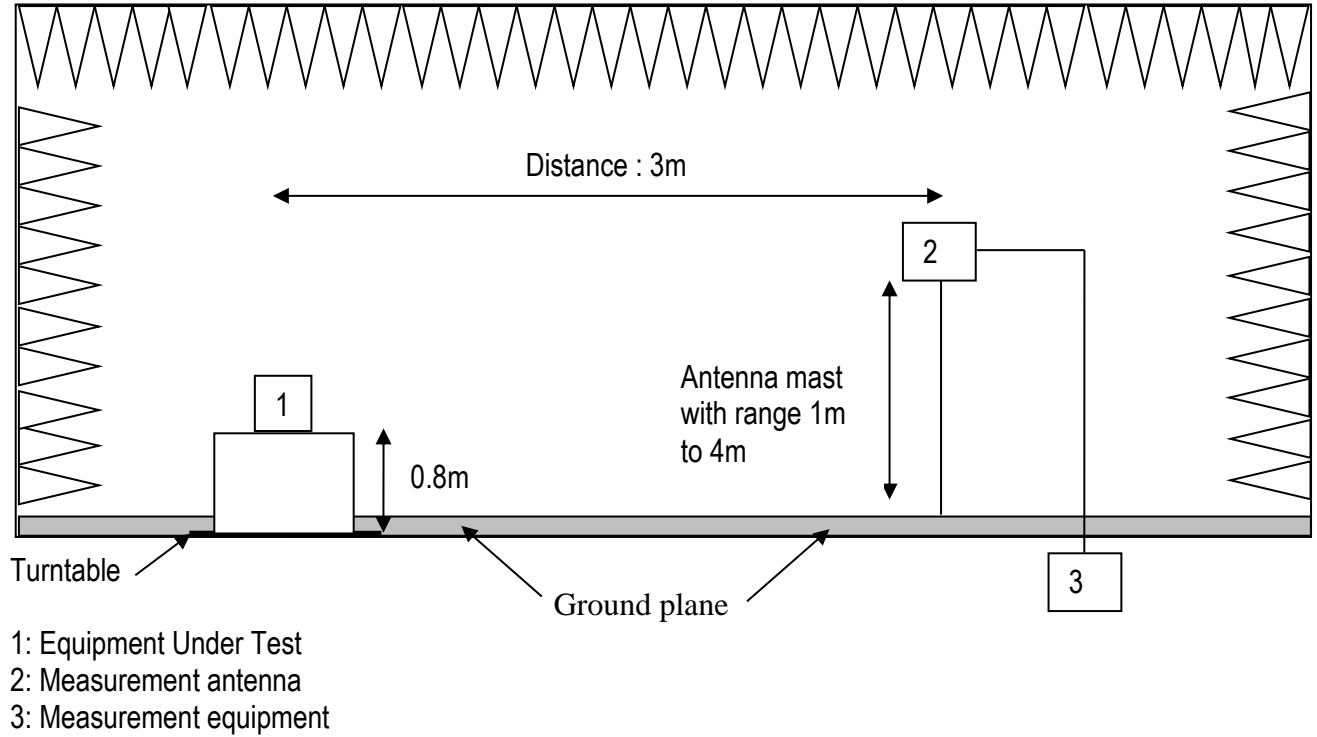 Distance : 3m
2
Antenna mast
with range 1m
to 4m
1
0.8m
Turntable
Ground plane
3
1: Equipment Under Test
2: Measurement antenna
3: Measurement equipment